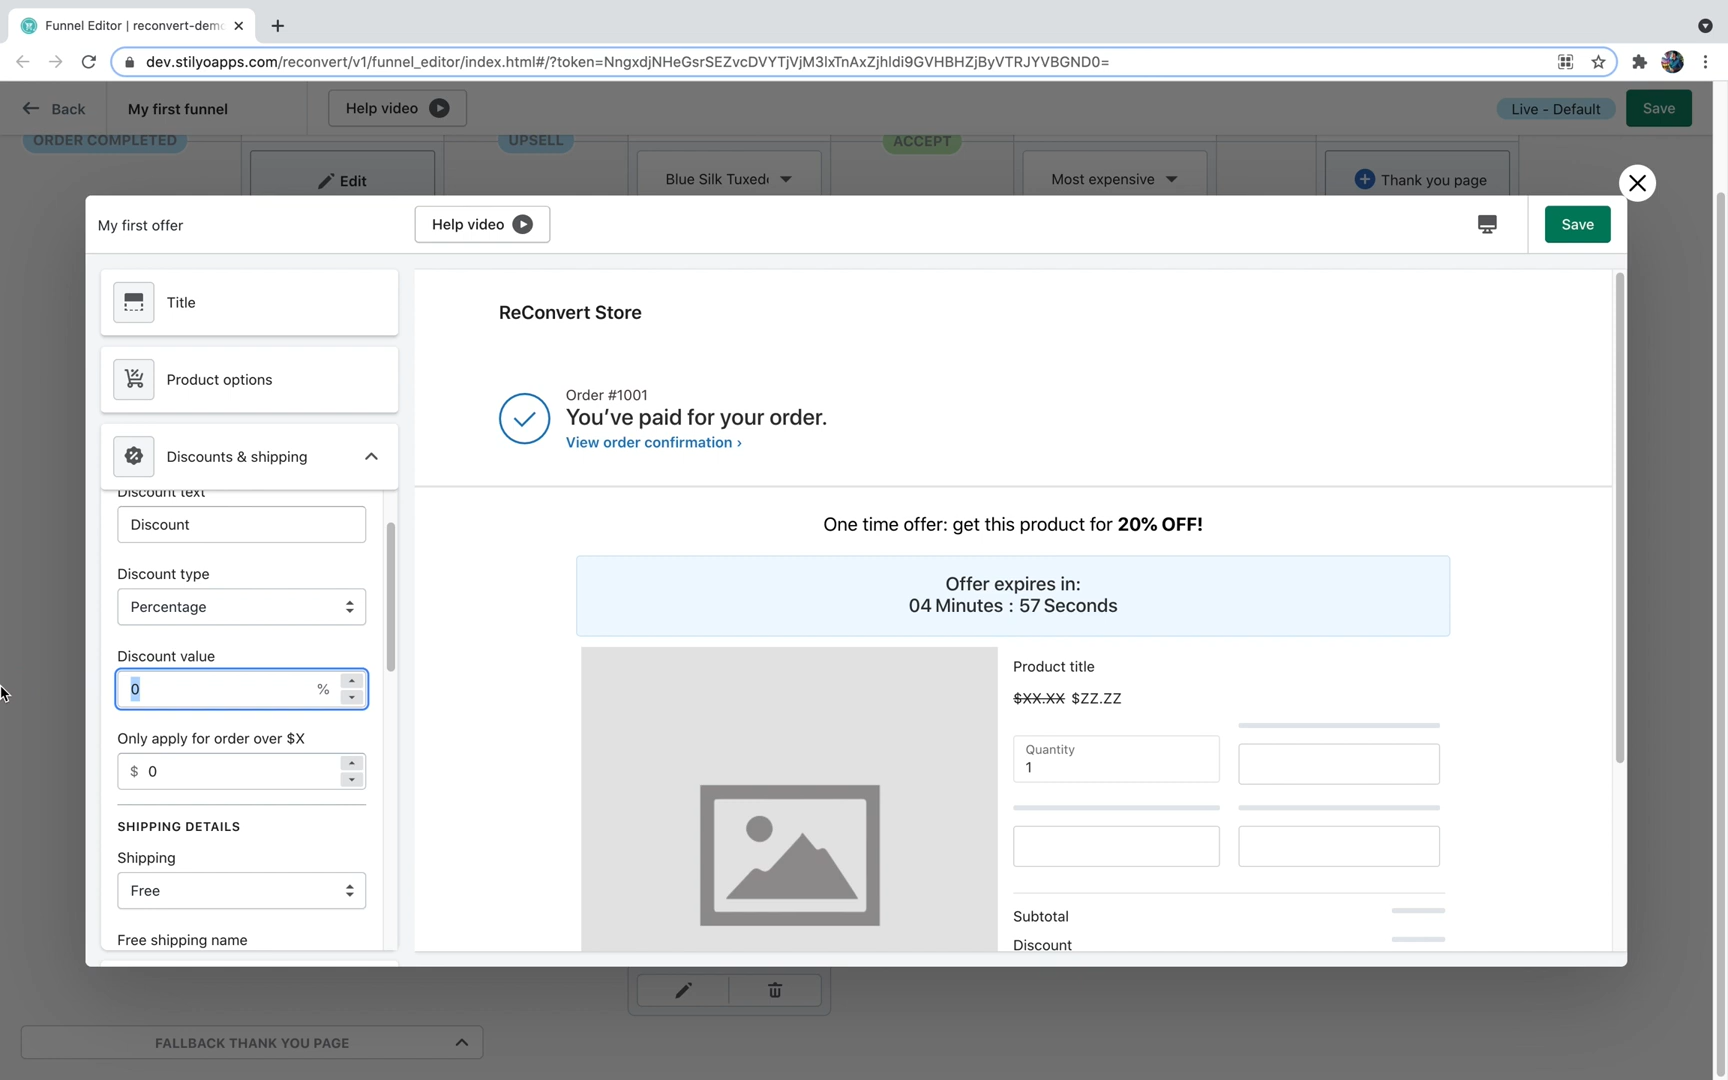 Funnel Editor | reconvert-demo
dev.stilyoapps.com/reconvert/v1/funnel_editor/index.html#/?token=NngxdjNHeGsrSEZvcDVYTjVjM3lxTnAxZjhldi9GVHBHZjByVTRJYVBGND0=
Back
My first funnel
Help video
Live - Default
Save
ORDER COMPLETED
UPSELL
ACCEPT
Edit
Blue Silk Tuxed
Most expensive
Thank you page
My first offer
Help video
Save
Title
Product options
Discounts & shipping
Discount text
Discount
Discount type
Percentage
Discount value
0 %
Only apply for order over $X
$ 0
SHIPPING DETAILS
Shipping
Free
Free shipping name
ReConvert Store
Order #1001
You've paid for your order.
View order confirmation ›
One time offer: get this product for 20% OFF!
Offer expires in:
04 Minutes : 57 Seconds
Product title
$XX.XX $ZZ.ZZ
Quantity
1
Subtotal
Discount
FALLBACK THANK YOU PAGE